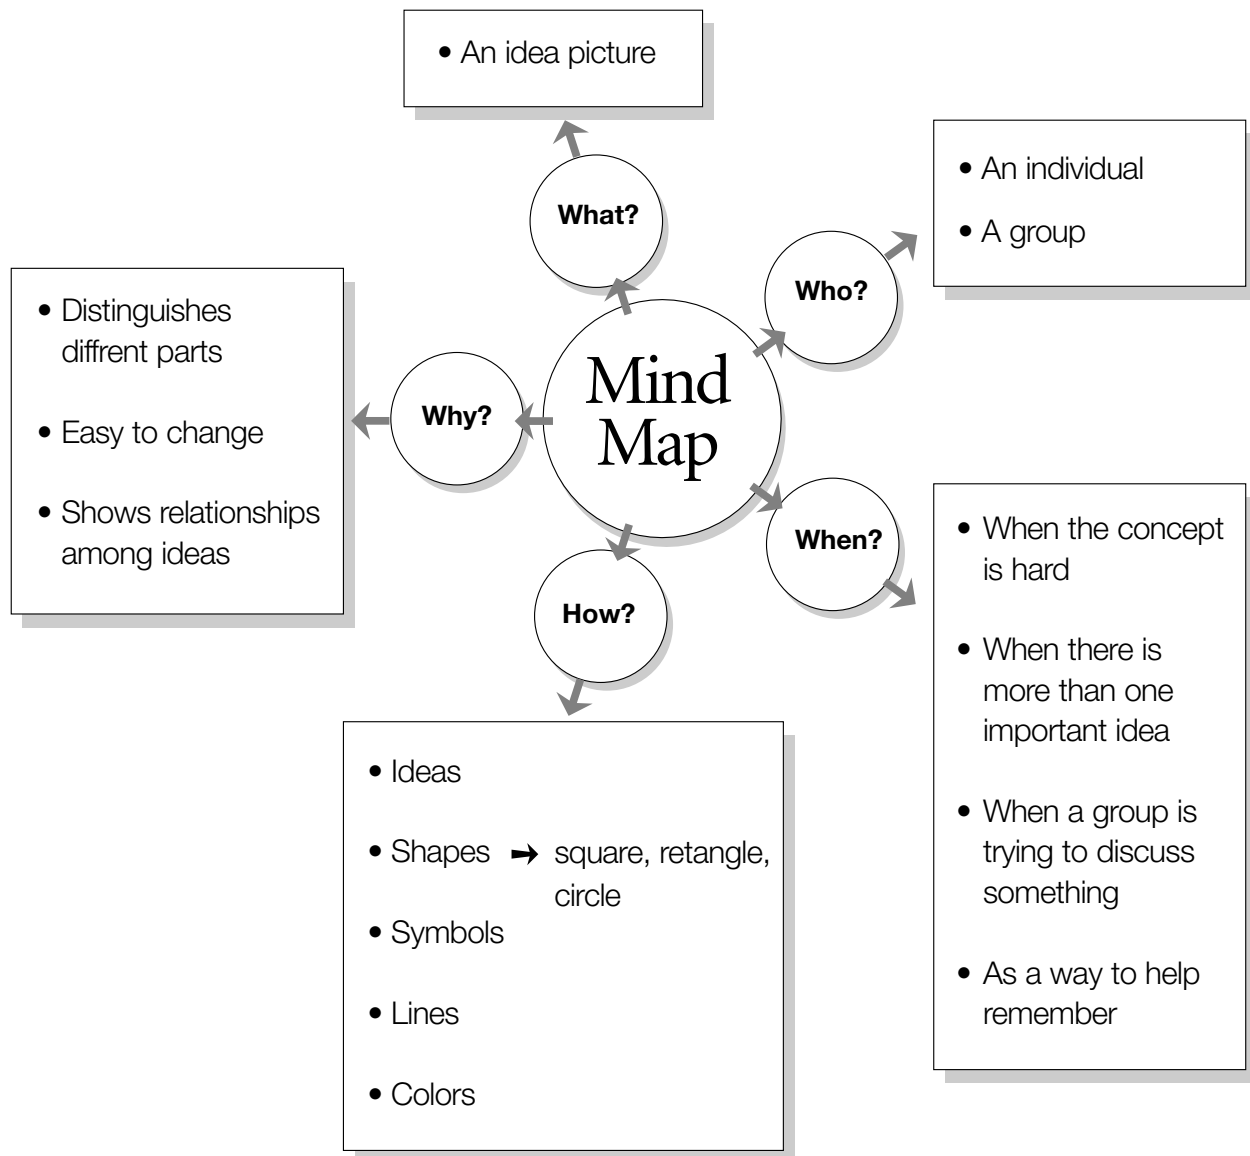 • An idea picture
What?
• An individual
• A group
Who?
Mind
Map
Why?
• Distinguishes
diffrent parts
• Easy to change
• Shows relationships
among ideas
When?
• When the concept
is hard
• When there is
more than one
important idea
• When a group is
trying to discuss
something
• As a way to help
remember
How?
• Ideas
• Shapes ➞ square, retangle,
circle
• Symbols
• Lines
• Colors